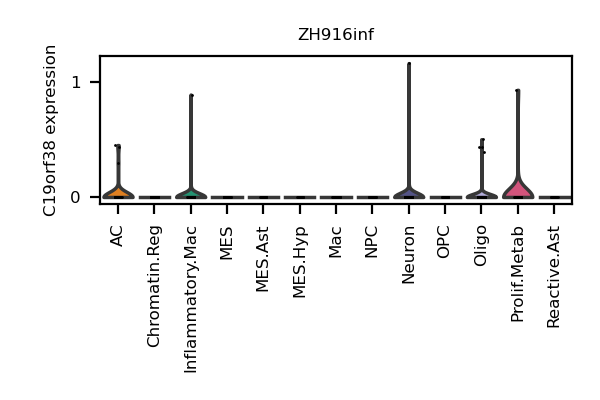 ZH916inf
C19orf38 expression
1
0
AC
Chromatin.Reg
Inflammatory.Mac
MES
MES.Ast
MES.Hyp
Mac
NPC
Neuron
OPC
Oligo
Prolif.Metab
Reactive.Ast